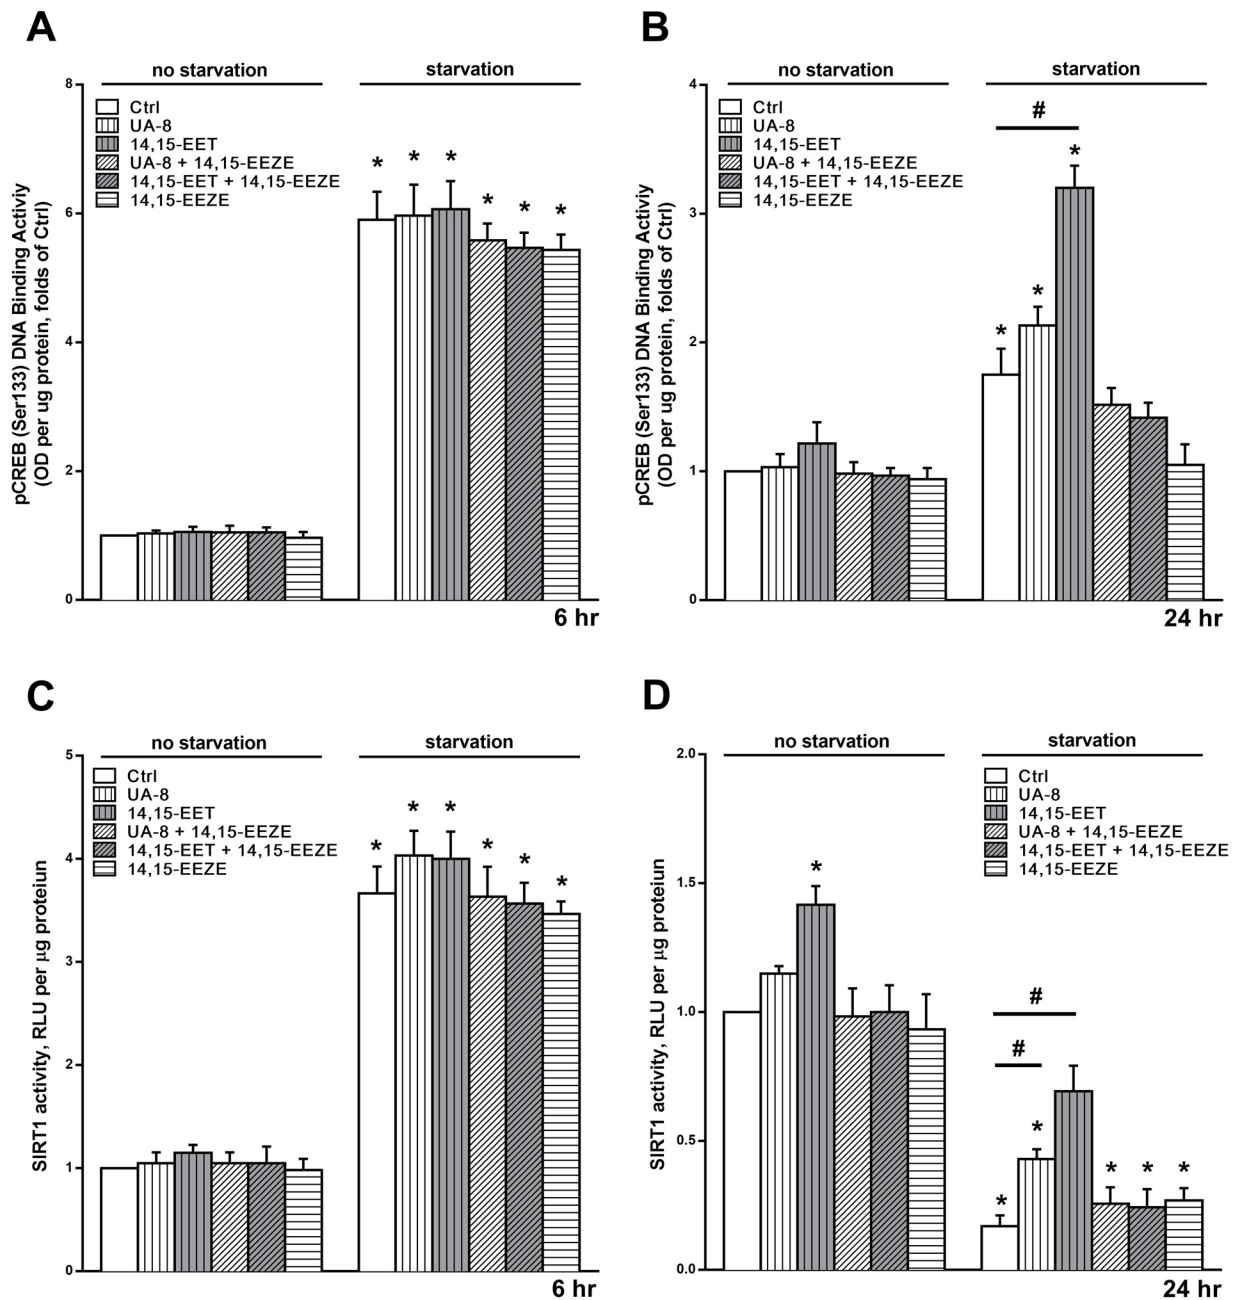 A
no starvation
starvation
8
6
4
2
0
Ctrl
UA-8
14,15-EET
UA-8 + 14,15-EEZE
14,15-EET + 14,15-EEZE
14,15-EEZE
* * * * * *
pCREB (Ser133) DNA Binding Activiy
(OD per ug protein, folds of Ctrl)
6 hr
B
no starvation
starvation
4
3
2
1
0
Ctrl
UA-8
14,15-EET
UA-8 + 14,15-EEZE
14,15-EET + 14,15-EEZE
14,15-EEZE
#
* * *
pCREB (Ser133) DNA Binding Activiy
(OD per ug protein, folds of Ctrl)
24 hr
C
no starvation
starvation
5
4
3
2
1
0
Ctrl
UA-8
14,15-EET
UA-8 + 14,15-EEZE
14,15-EET + 14,15-EEZE
14,15-EEZE
* * * * * *
SIRT1 activity, RLU per µg proteiun
6 hr
D
no starvation
starvation
2.0
1.5
1.0
0.5
0.0
Ctrl
UA-8
14,15-EET
UA-8 + 14,15-EEZE
14,15-EET + 14,15-EEZE
14,15-EEZE
*
#
#
* * * * *
SIRT1 activity, RLU per µg proteiun
24 hr